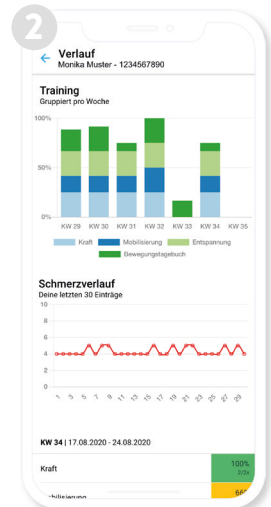 2
Verlauf
Monika Muster - 1234567890
Training
Gruppiert pro Woche
100%
50%
0%
KW 29 KW 30 KW 31 KW 32 KW 33 KW 34 KW 35
Kraft Mobilisierung Entspannung
Bewegungstagebuch
Schmerzverlauf
Deine letzten 30 Einträge
10
8
6
4
2
0
1 3 5 7 9 11 13 15 17 19 21 23 25 27 29
KW 34 | 17.08.2020 - 24.08.2020
Kraft 100%
2/2x